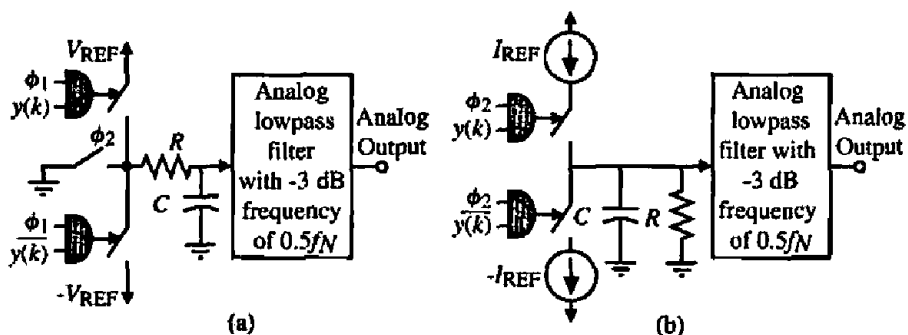 V_REF
ϕ1
y(k)
ϕ2
R
C
ϕ1
y(k)
-V_REF
Analog
lowpass
filter
with -3 dB
frequency
of 0.5fN
Analog
Output
(a)
I_REF
ϕ2
y(k)
ϕ2
y(k)
C
R
-I_REF
Analog
lowpass
filter with
-3 dB
frequency
of 0.5fN
Analog
Output
(b)